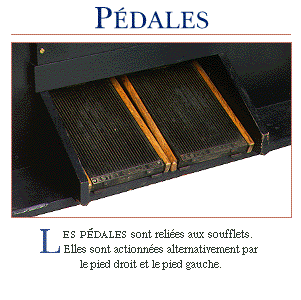 PÉDALES
LES PÉDALES sont reliées aux soufflets.
Elles sont actionnées alternativement par
le pied droit et le pied gauche.